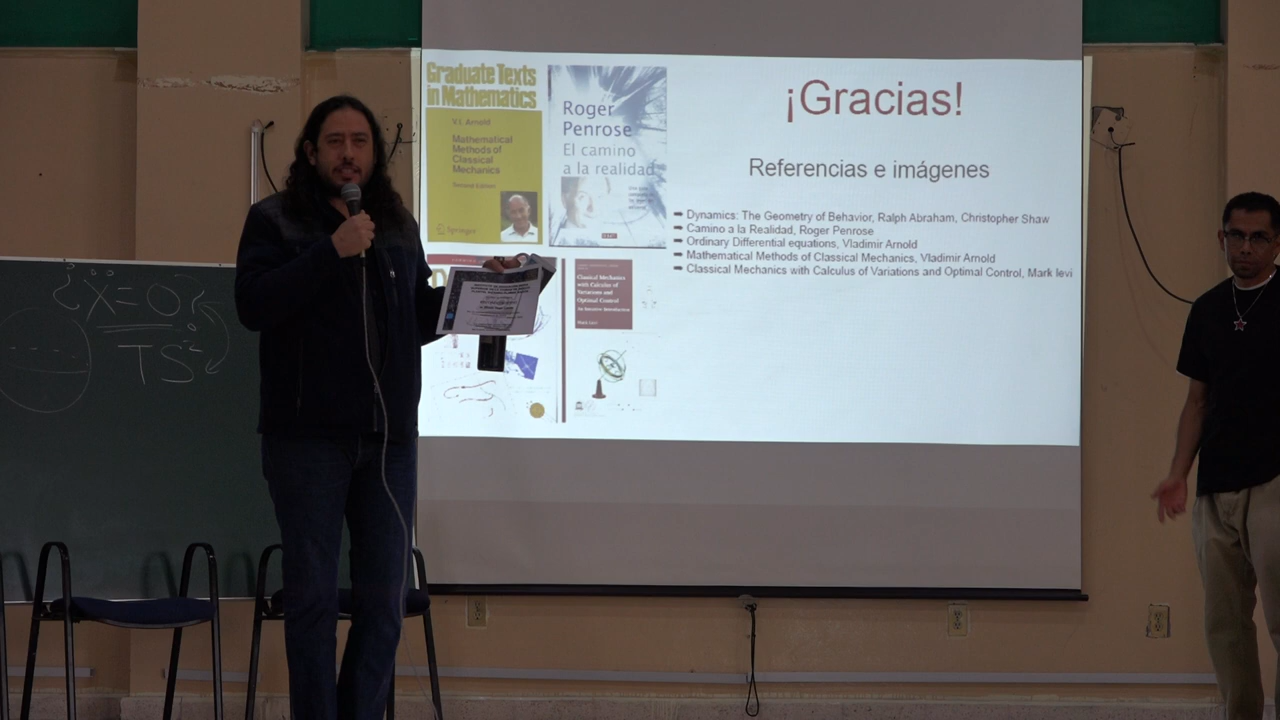 ¡Gracias!
Referencias e imágenes
Dynamics: The Geometry of Behavior, Ralph Abraham, Christopher Shaw
Camino a la Realidad, Roger Penrose
Ordinary Differential equations, Vladimir Arnold
Mathematical Methods of Classical Mechanics, Vladimir Arnold
Classical Mechanics with Calculus of Variations and Optimal Control, Mark levi
Graduate Texts
in Mathematics
V.I. Arnold
Mathematical
Methods of
Classical
Mechanics
Second Edition
Springer
Roger
Penrose
El camino
a la realidad
Classical Mechanics
with Calculus of
Variations and
Optimal Control
An Intuitive Introduction
Mark Levi
¿Ẍ=0?
TS²